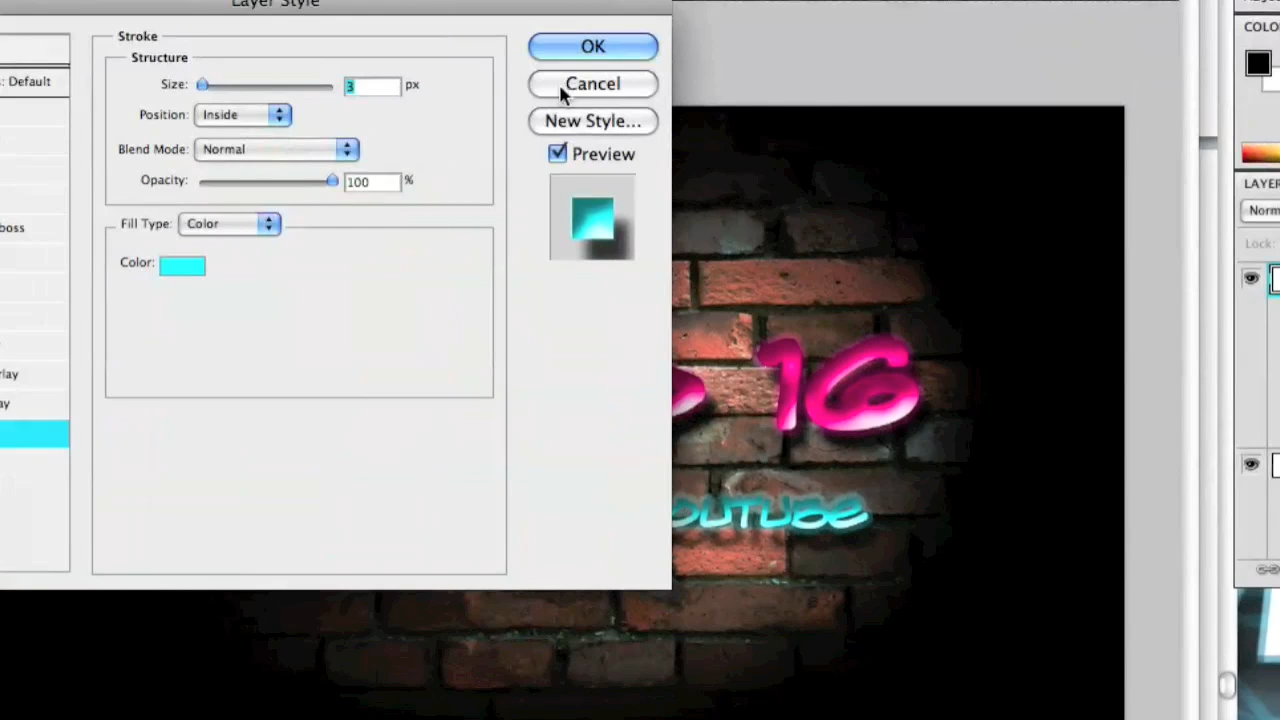 Layer Style
Stroke
Structure
Size: 3 px
Position: Inside
Blend Mode: Normal
Opacity: 100 %
Fill Type: Color
Color:
OK
Cancel
New Style...
Preview
: Default
boss
rlay
ay
16
OUTUBE
COLO
LAYER
Norm
Lock: